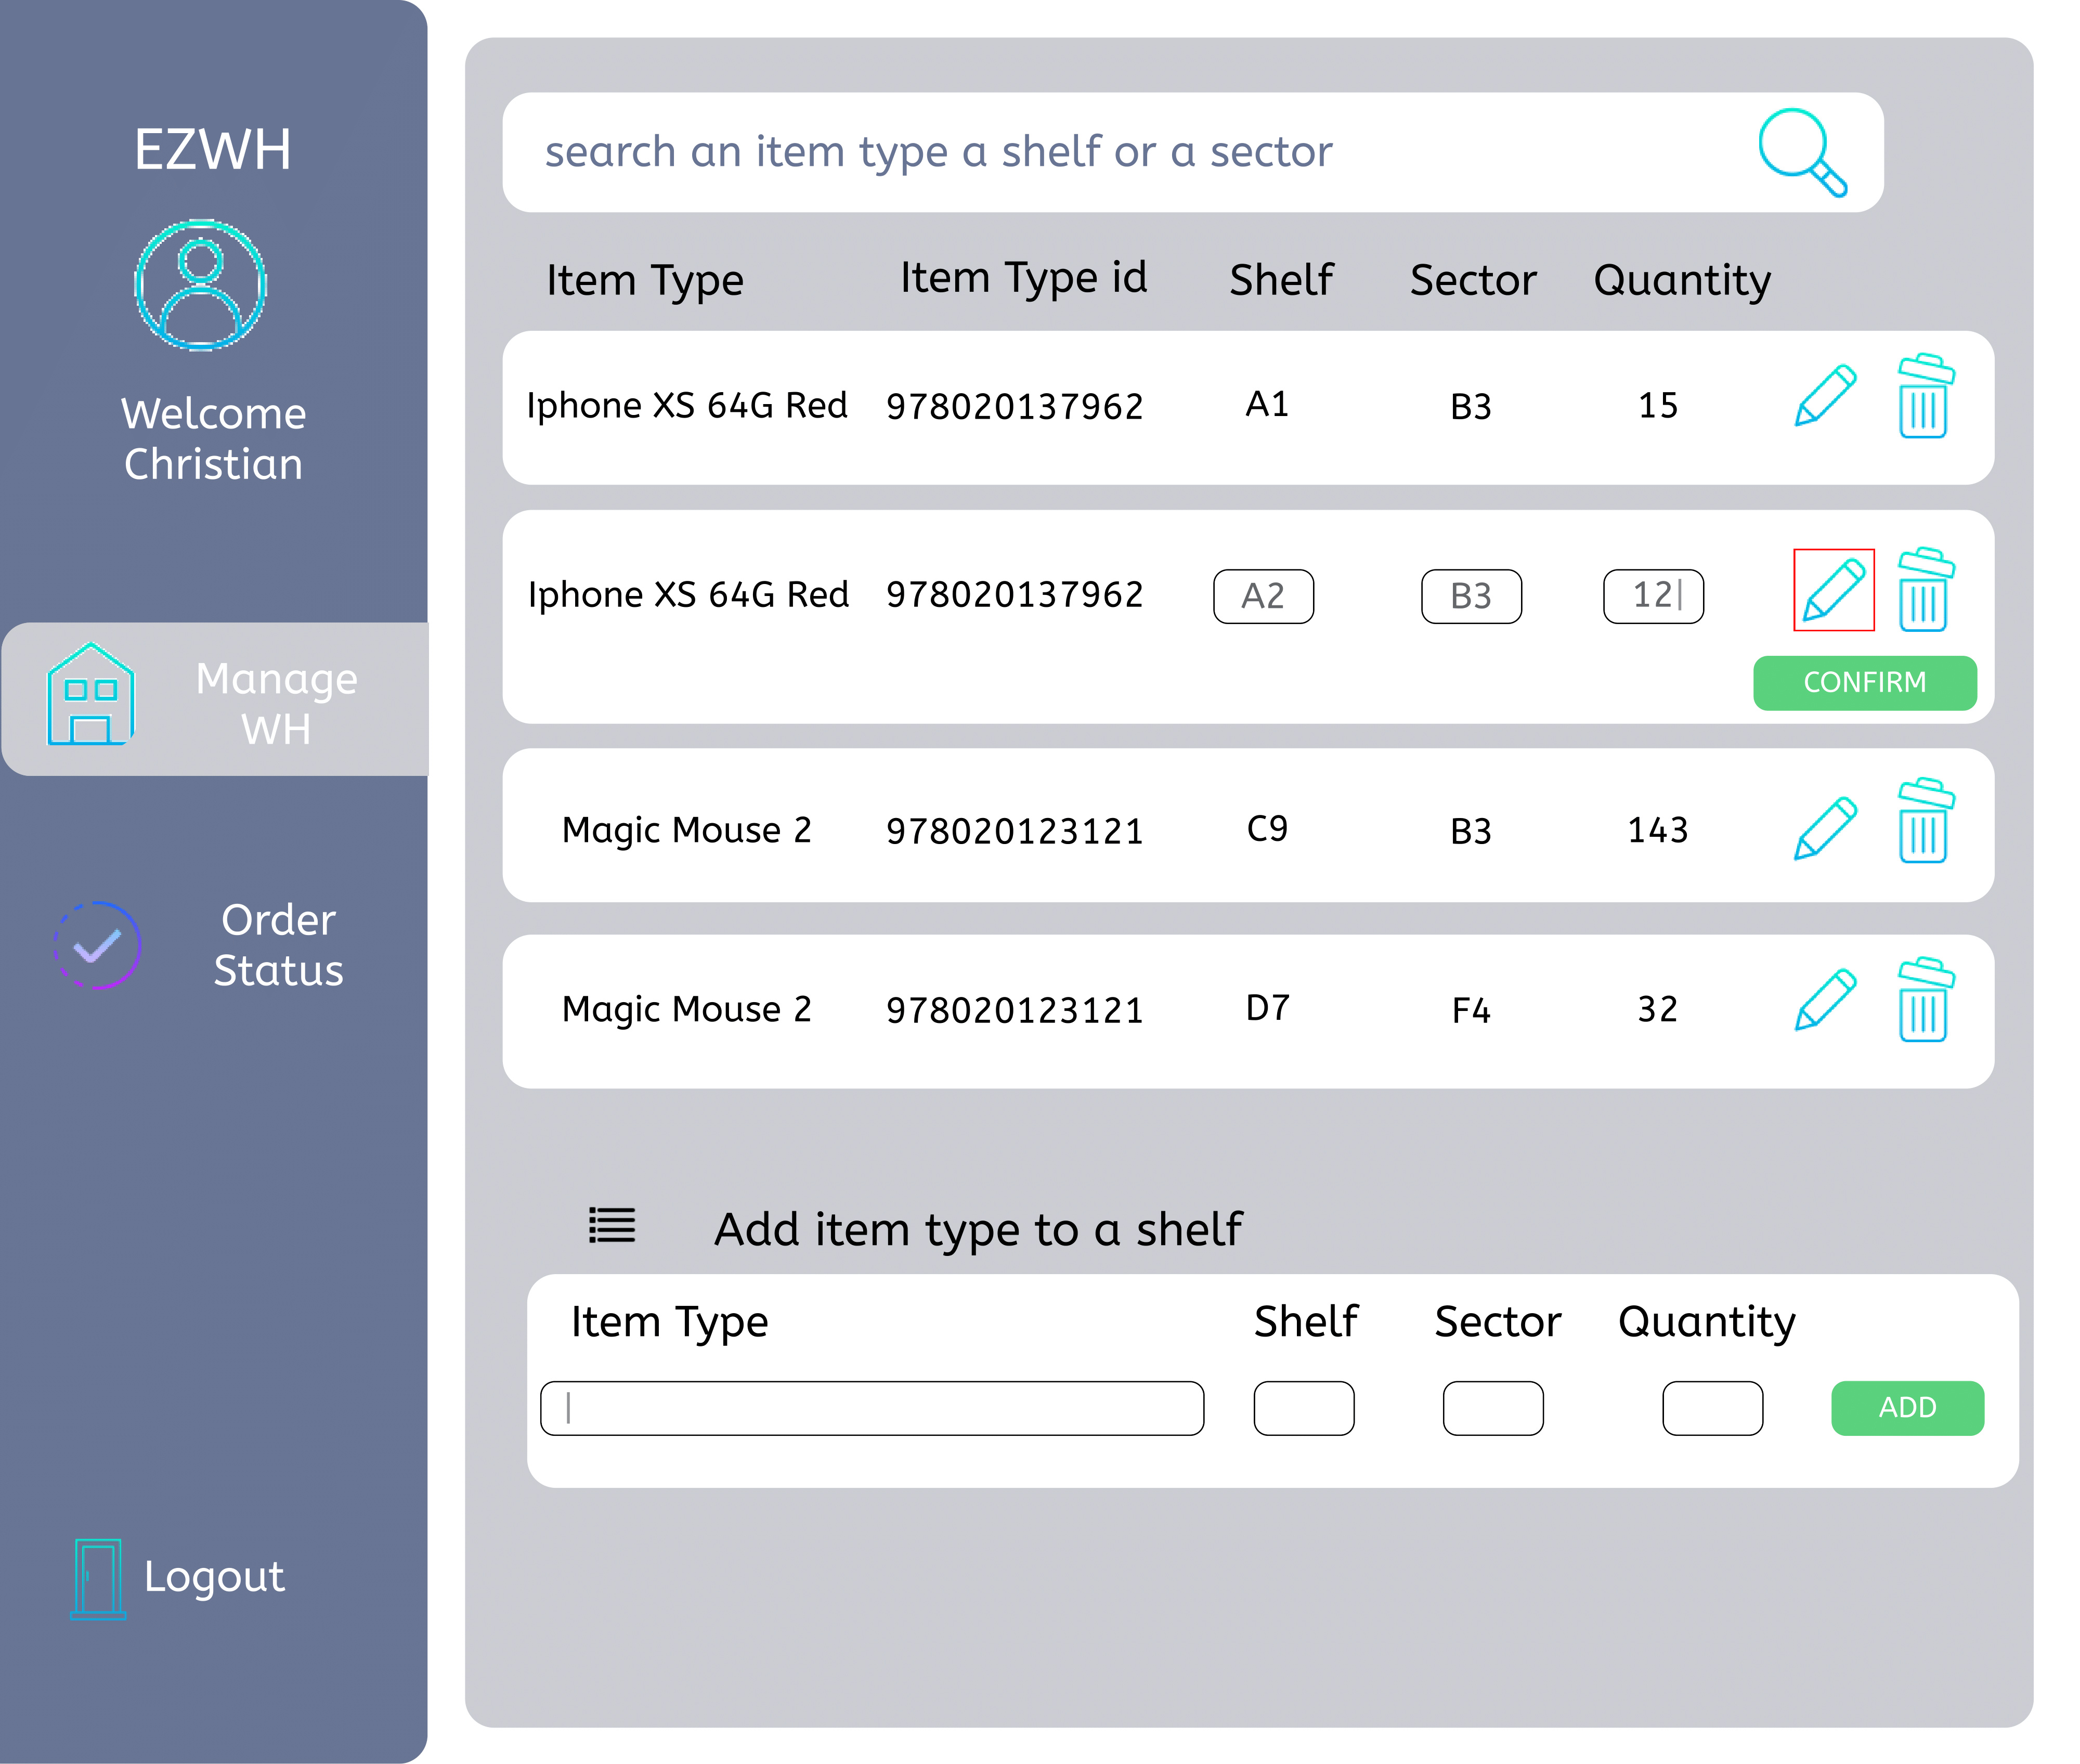 EZWH
Welcome
Christian
Manage
WH
Order
Status
Logout
search an item type a shelf or a sector
Item Type Item Type id Shelf Sector Quantity
Iphone XS 64G Red 978020137962 A1 B3 15
Iphone XS 64G Red 978020137962 A2 B3 12
CONFIRM
Magic Mouse 2 978020123121 C9 B3 143
Magic Mouse 2 978020123121 D7 F4 32
Add item type to a shelf
Item Type Shelf Sector Quantity
ADD